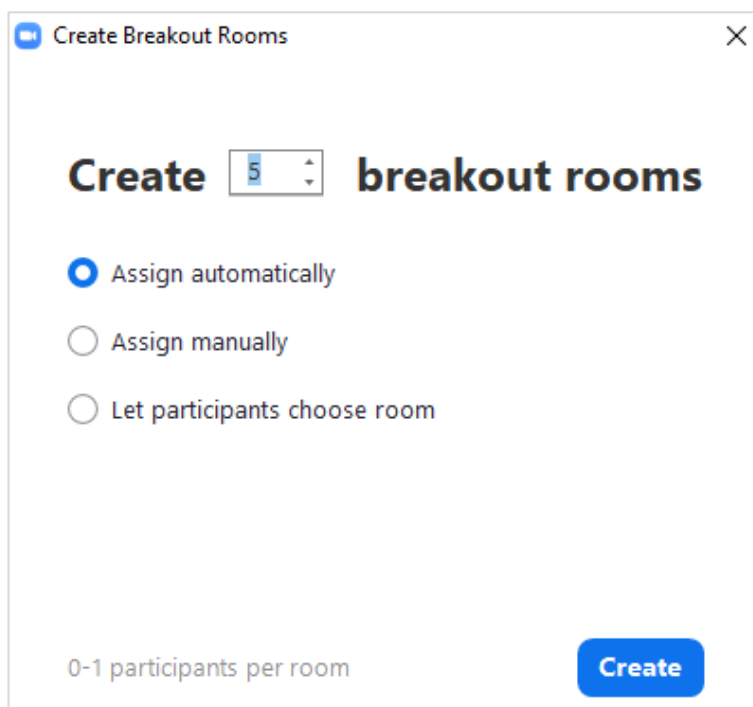 Create Breakout Rooms
Create 5 breakout rooms
Assign automatically
Assign manually
Let participants choose room
0-1 participants per room Create